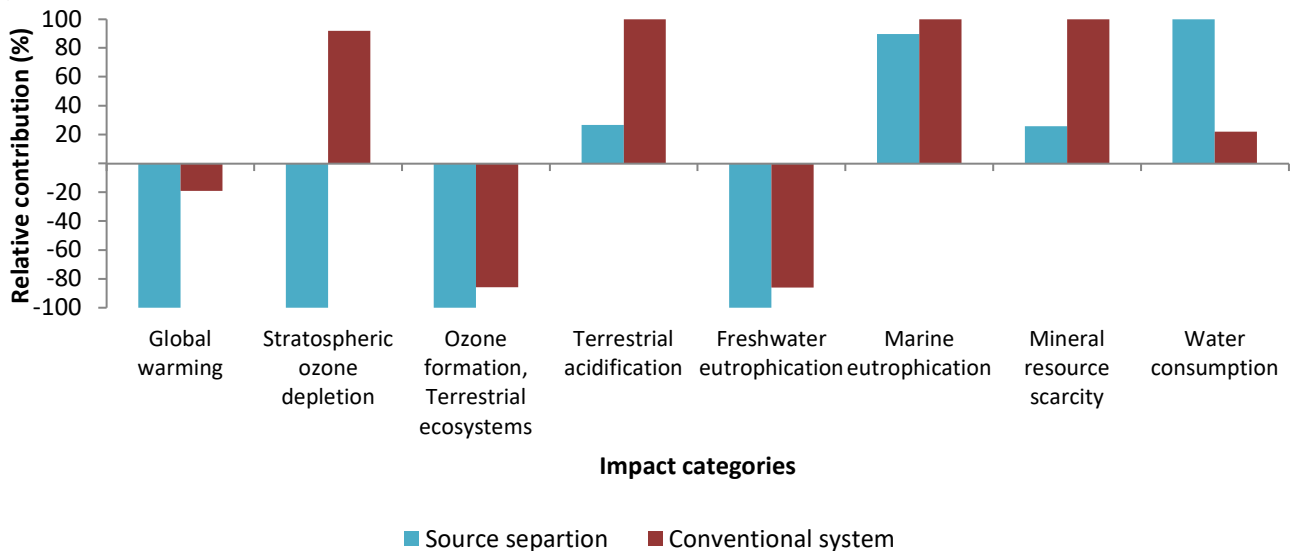 Relative contribution (%)
100
80
60
40
20
-20
-40
-60
-80
-100
Global
warming
Stratospheric
ozone
depletion
Ozone
formation,
Terrestrial
ecosystems
Terrestrial
acidification
Freshwater
eutrophication
Marine
eutrophication
Mineral
resource
scarcity
Water
consumption
Impact categories
Source separtion
Conventional system